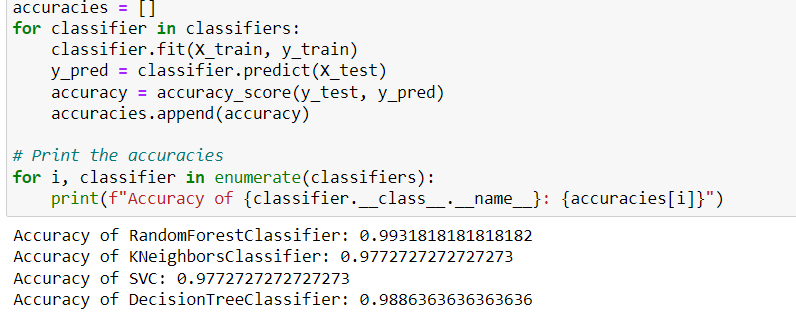 accuracies = []
for classifier in classifiers:
    classifier.fit(X_train, y_train)
    y_pred = classifier.predict(X_test)
    accuracy = accuracy_score(y_test, y_pred)
    accuracies.append(accuracy)

# Print the accuracies
for i, classifier in enumerate(classifiers):
    print(f"Accuracy of {classifier.__class__.__name__}: {accuracies[i]}")
Accuracy of RandomForestClassifier: 0.9931818181818182
Accuracy of KNeighborsClassifier: 0.9772727272727273
Accuracy of SVC: 0.9772727272727273
Accuracy of DecisionTreeClassifier: 0.9886363636363636